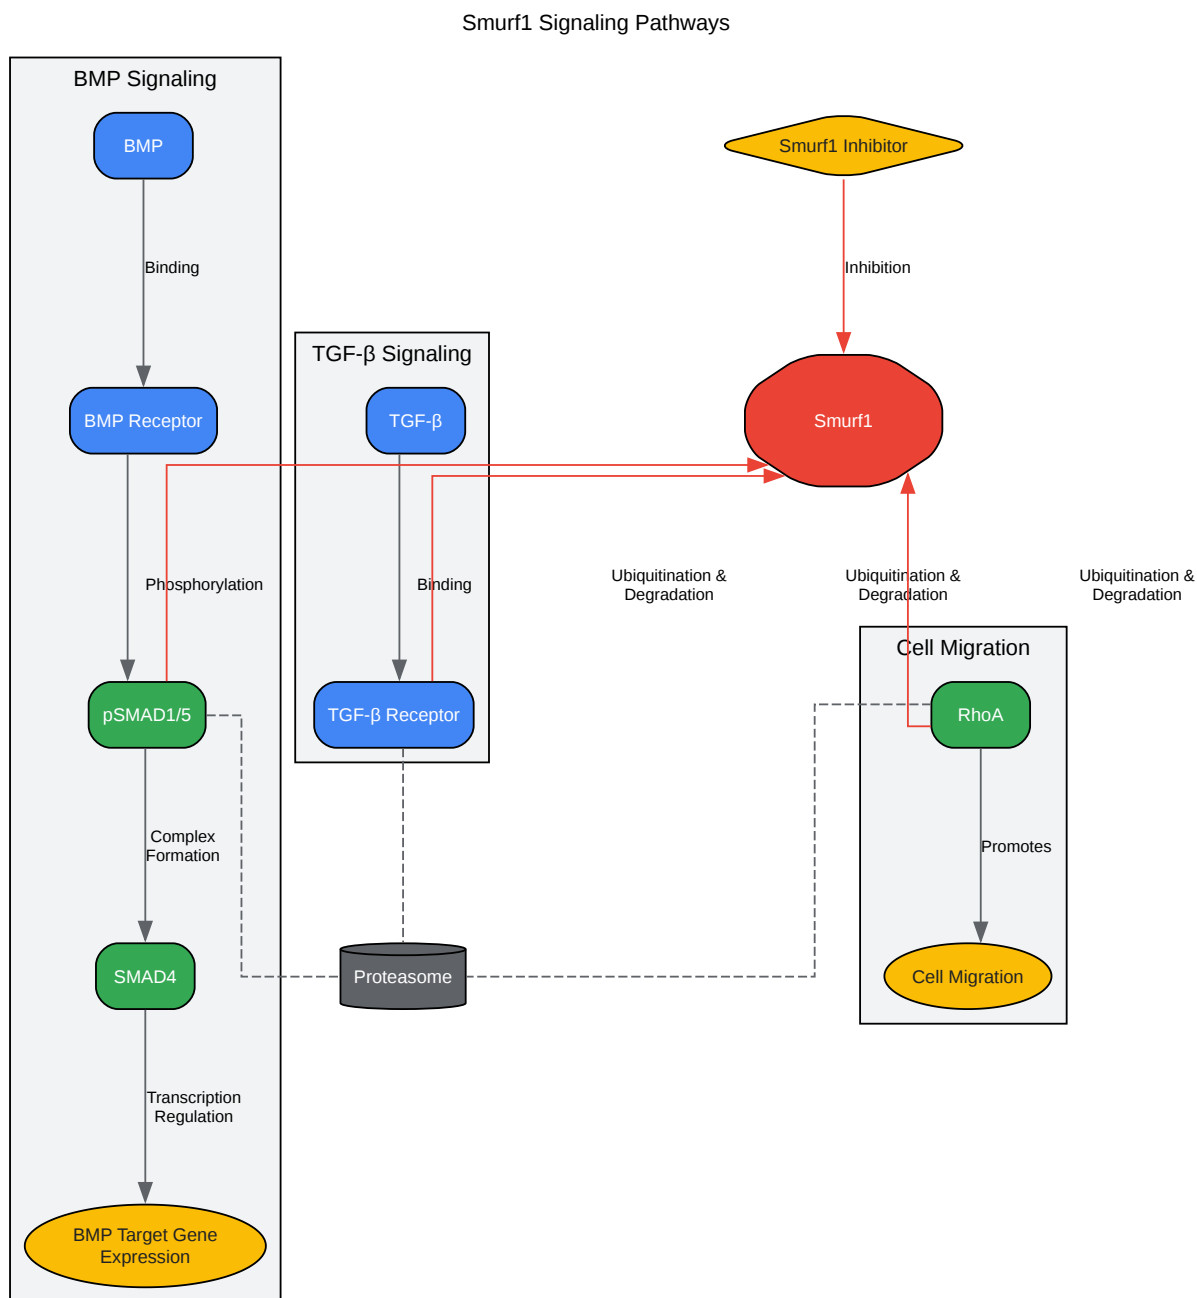 Smurf1 Signaling Pathways
BMP Signaling
BMP
Smurf1 Inhibitor
Binding
Inhibition
TGF-β Signaling
BMP Receptor
TGF-β
Smurf1
Phosphorylation
Binding
Ubiquitination &
Degradation
Ubiquitination &
Degradation
Ubiquitination &
Degradation
Cell Migration
pSMAD1/5
TGF-β Receptor
RhoA
Complex
Formation
Promotes
SMAD4
Proteasome
Cell Migration
Transcription
Regulation
BMP Target Gene
Expression